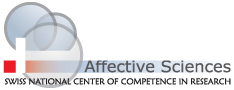 Affective Sciences
SWISS NATIONAL CENTER OF COMPETENCE IN RESEARCH